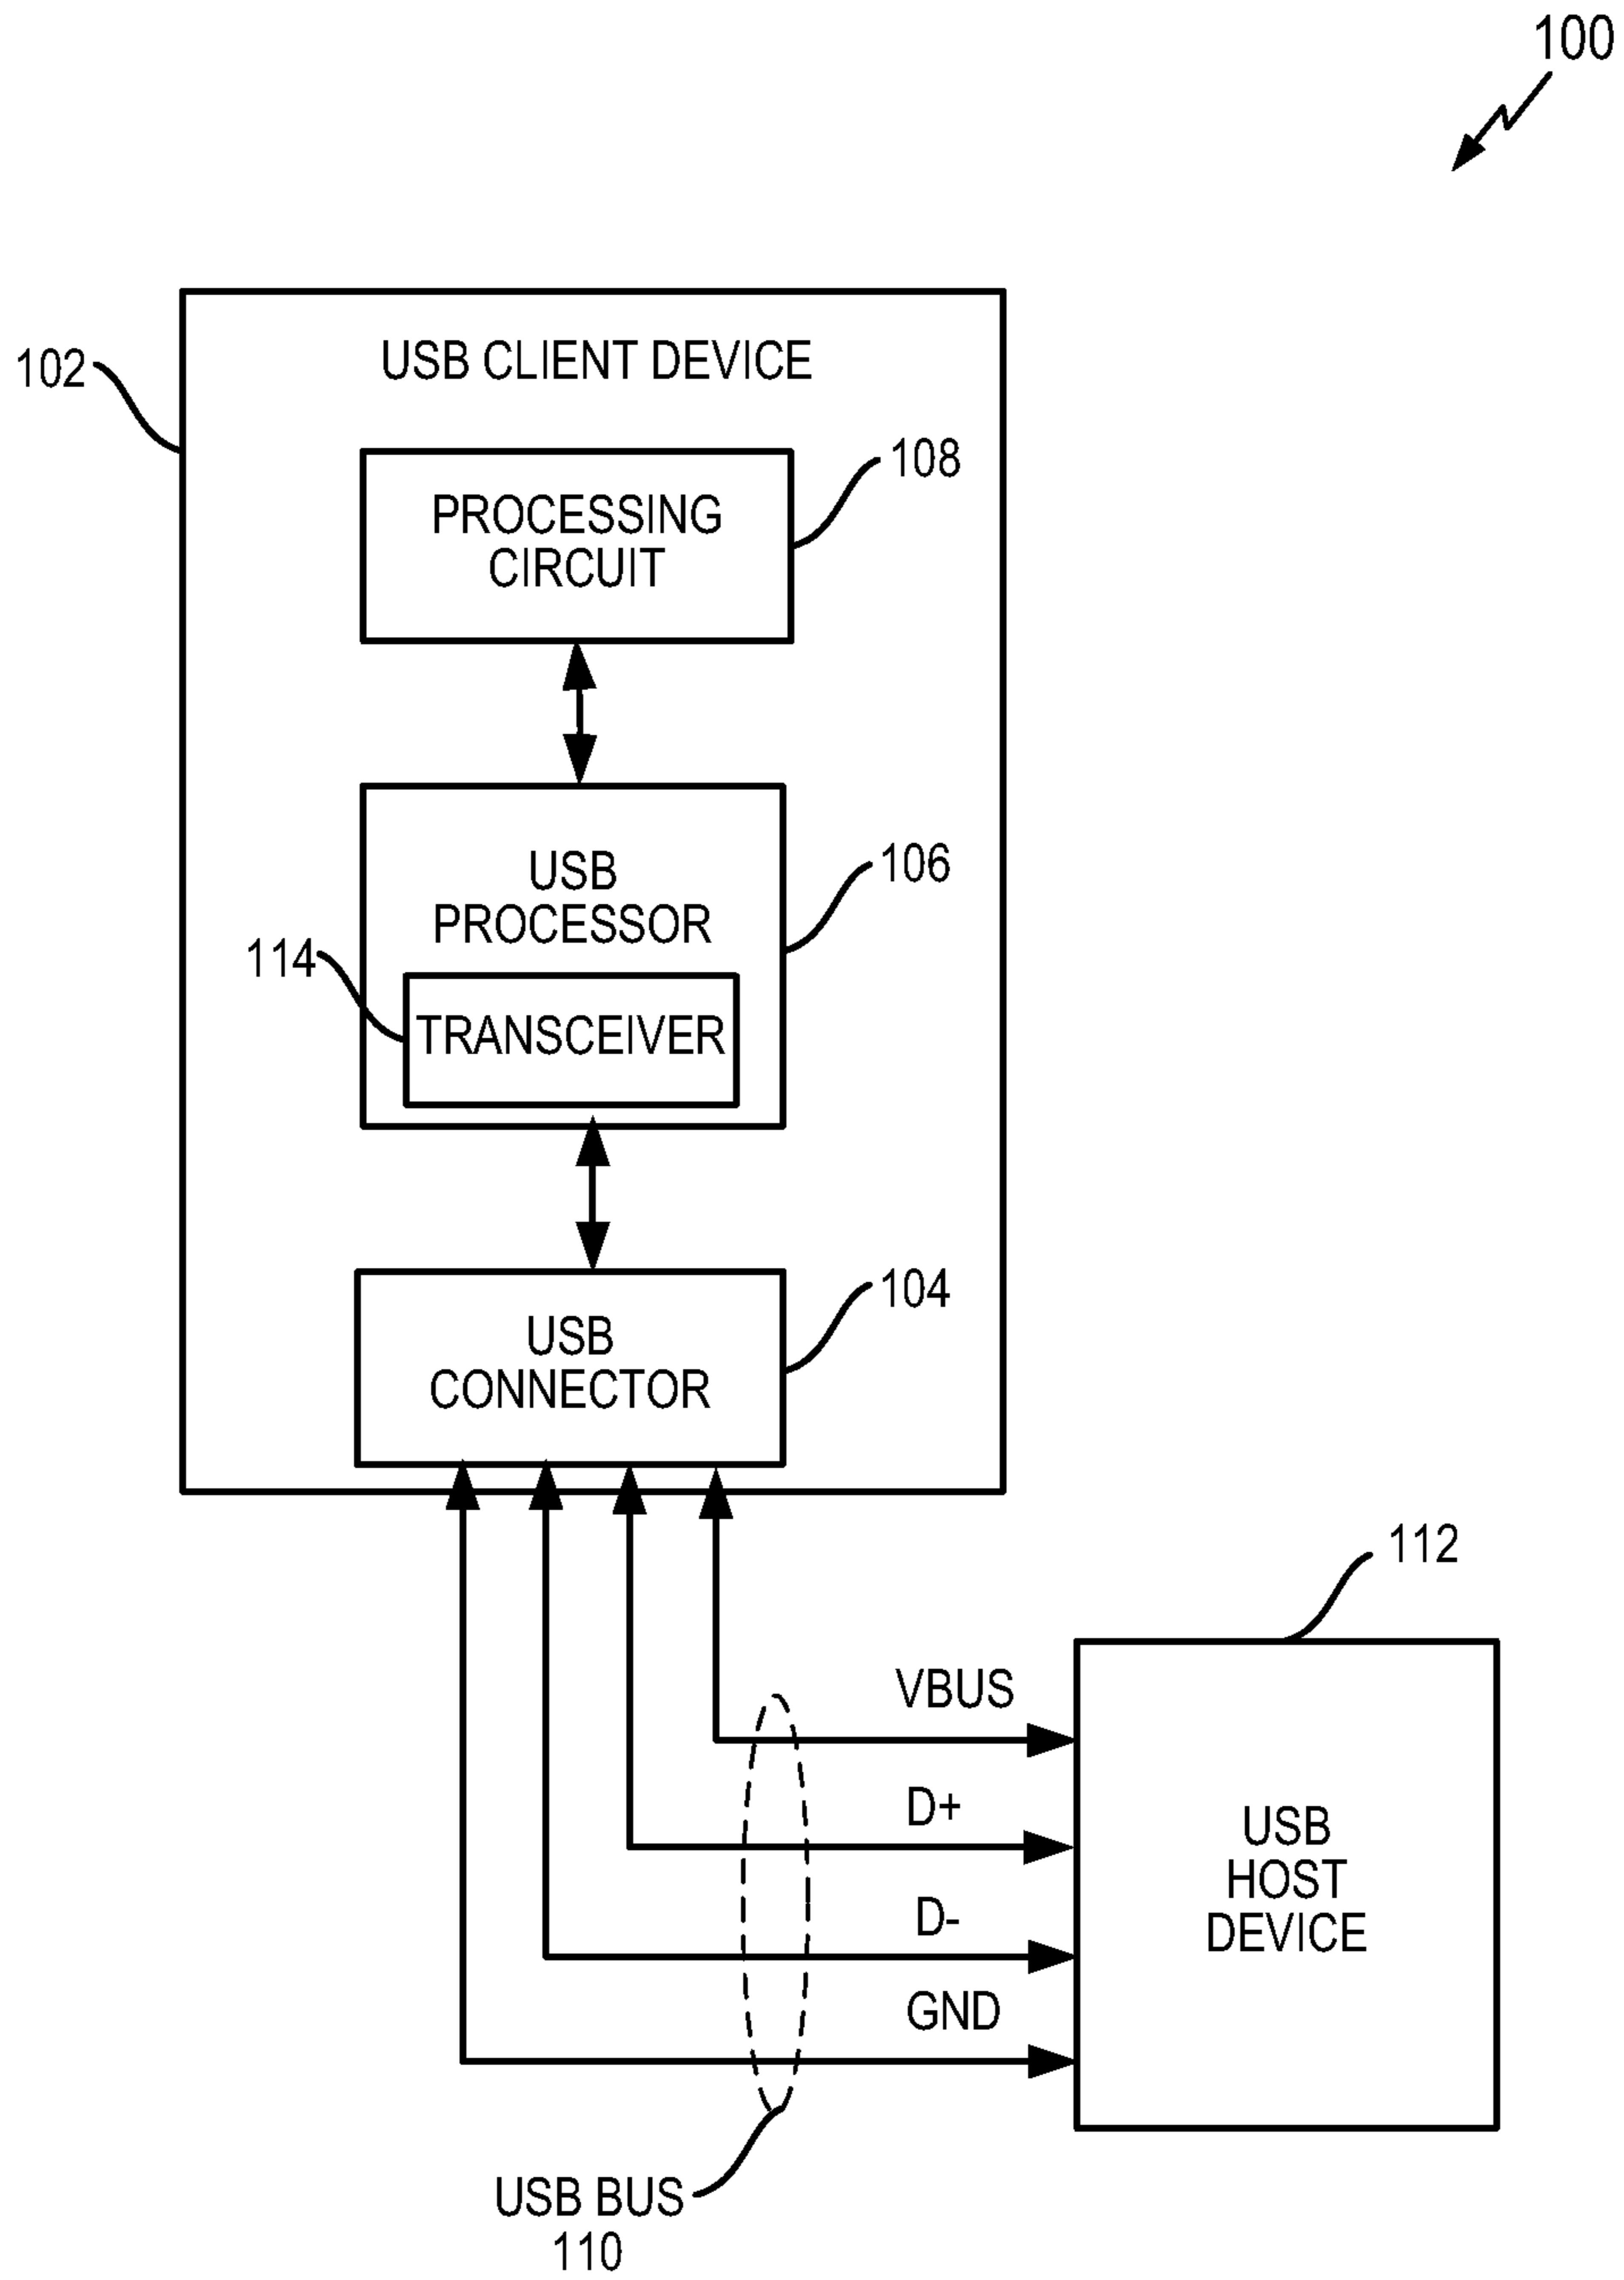 100
102
USB CLIENT DEVICE
108
PROCESSING
CIRCUIT
106
USB
PROCESSOR
114
TRANSCEIVER
104
USB
CONNECTOR
112
VBUS
D+
D-
GND
USB
HOST
DEVICE
USB BUS
110